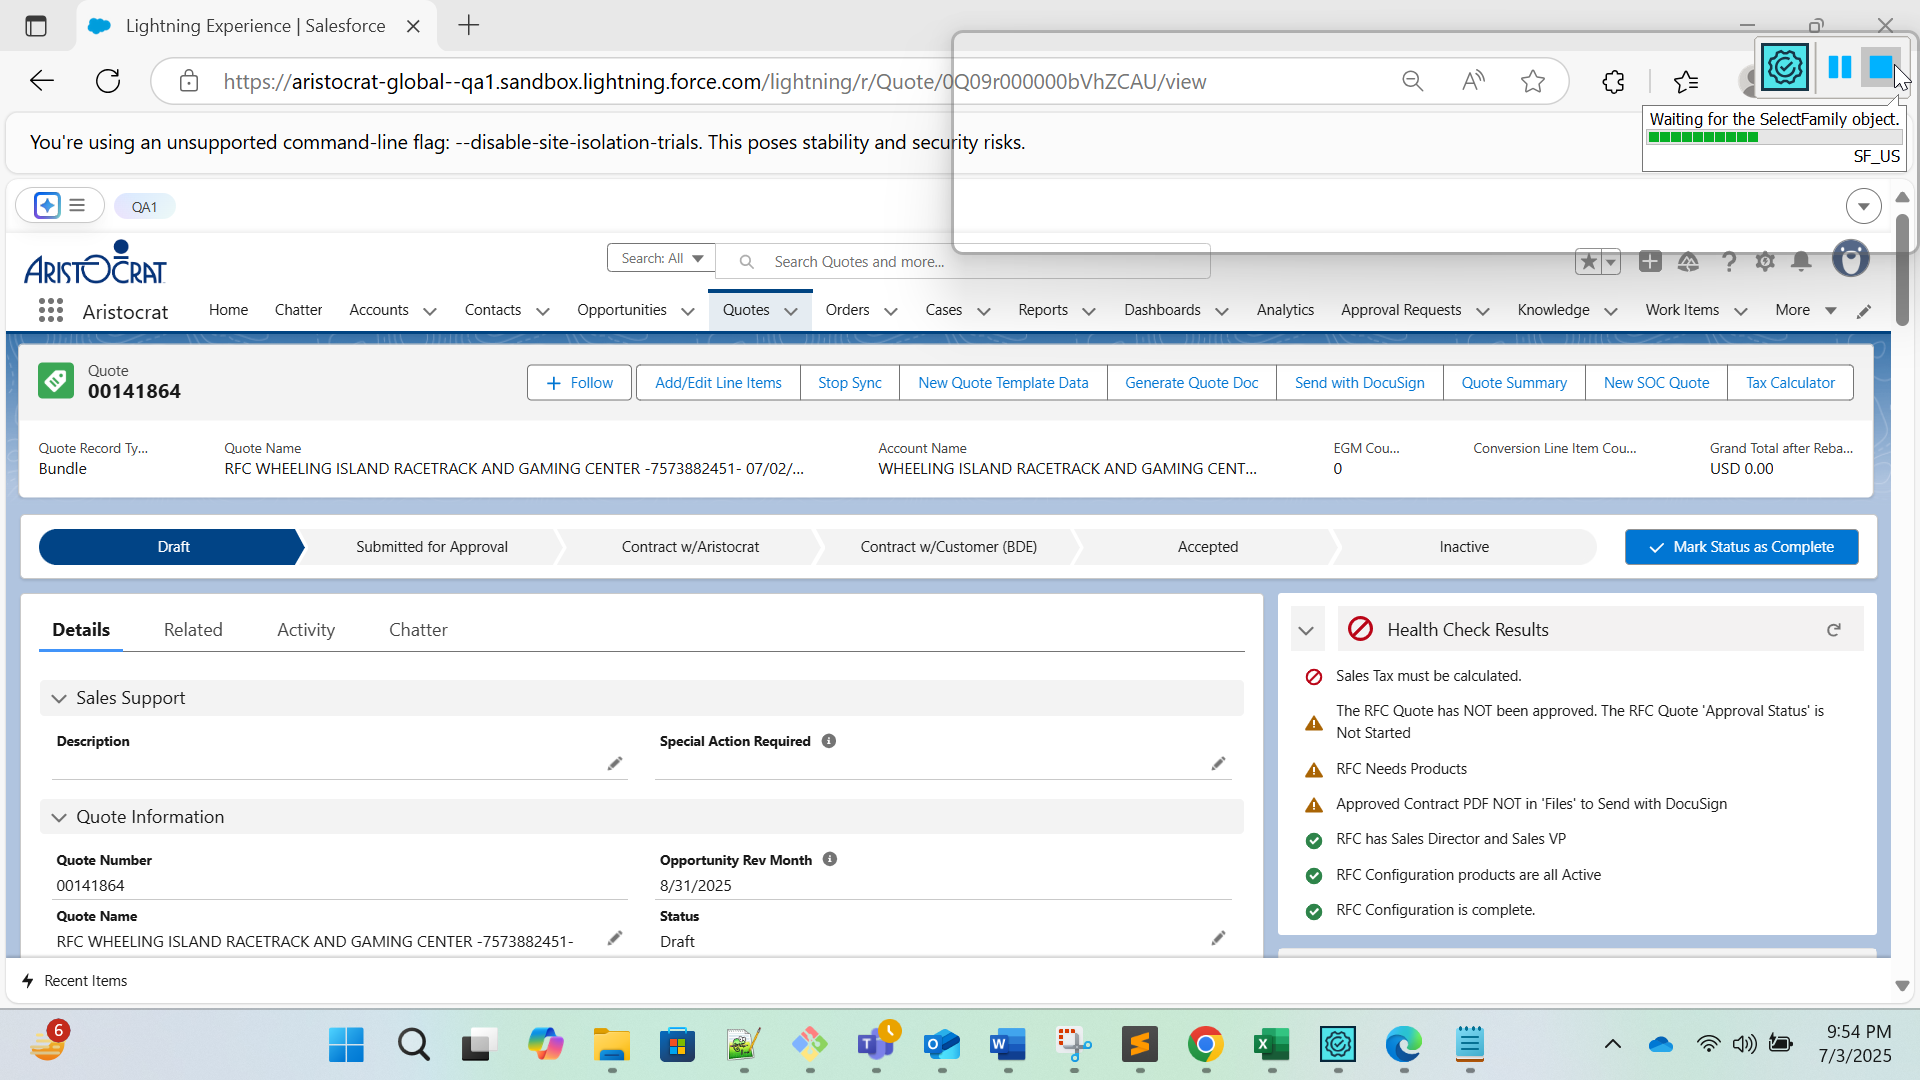 Lightning Experience | Salesforce
https://aristocrat-global--qa1.sandbox.lightning.force.com/lightning/r/Quote/0Q09r000000bVhZCAU/view
Waiting for the SelectFamily object.
SF_US
You're using an unsupported command-line flag: --disable-site-isolation-trials. This poses stability and security risks.
QA1
ARISTOCRAT
Search: All
Search Quotes and more...
Aristocrat
Home
Chatter
Accounts
Contacts
Opportunities
Quotes
Orders
Cases
Reports
Dashboards
Analytics
Approval Requests
Knowledge
Work Items
More
Quote
00141864
Follow
Add/Edit Line Items
Stop Sync
New Quote Template Data
Generate Quote Doc
Send with DocuSign
Quote Summary
New SOC Quote
Tax Calculator
Quote Record Ty...
Bundle
Quote Name
RFC WHEELING ISLAND RACETRACK AND GAMING CENTER -7573882451- 07/02/...
Account Name
WHEELING ISLAND RACETRACK AND GAMING CENT...
EGM Cou...
0
Conversion Line Item Cou...
Grand Total after Reba...
USD 0.00
Draft
Submitted for Approval
Contract w/Aristocrat
Contract w/Customer (BDE)
Accepted
Inactive
Mark Status as Complete
Details
Related
Activity
Chatter
Sales Support
Description
Special Action Required
Quote Information
Quote Number
00141864
Opportunity Rev Month
8/31/2025
Quote Name
RFC WHEELING ISLAND RACETRACK AND GAMING CENTER -7573882451-
Status
Draft
Health Check Results
Sales Tax must be calculated.
The RFC Quote has NOT been approved. The RFC Quote 'Approval Status' is
Not Started
RFC Needs Products
Approved Contract PDF NOT in 'Files' to Send with DocuSign
RFC has Sales Director and Sales VP
RFC Configuration products are all Active
RFC Configuration is complete.
Recent Items
6
9:54 PM
7/3/2025